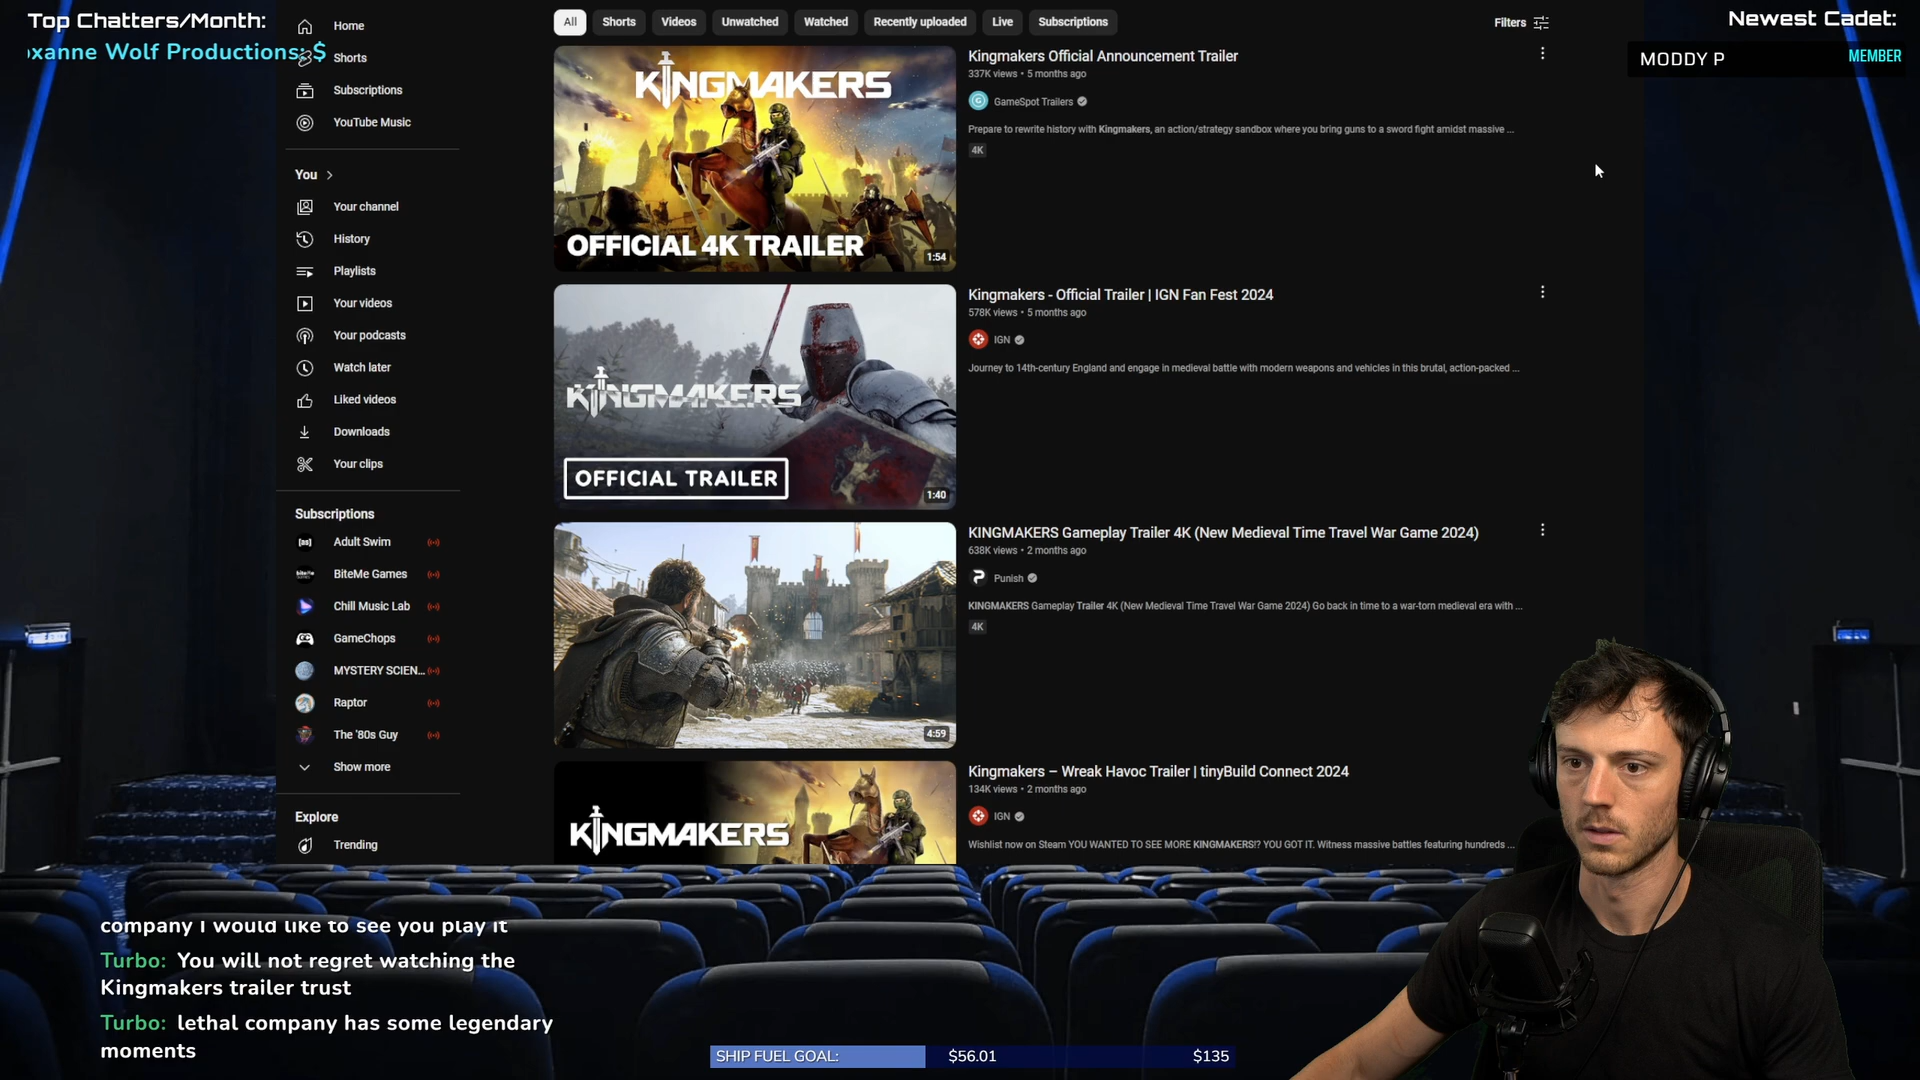 Top Chatters/Month:
oxanne Wolf Productions: $
Newest Cadet:
MODDY P
MEMBER
Home
Shorts
Subscriptions
YouTube Music
You
Your channel
History
Playlists
Your videos
Your podcasts
Watch later
Liked videos
Downloads
Your clips
Subscriptions
Adult Swim
BiteMe Games
Chill Music Lab
GameChops
MYSTERY SCIEN...
Raptor
The '80s Guy
Show more
Explore
Trending
All
Shorts
Videos
Unwatched
Watched
Recently uploaded
Live
Subscriptions
Filters
KINGMAKERS
OFFICIAL 4K TRAILER
1:54
Kingmakers Official Announcement Trailer
337K views • 5 months ago
GameSpot Trailers
Prepare to rewrite history with Kingmakers, an action/strategy sandbox where you bring guns to a sword fight amidst massive ...
4K
KINGMAKERS
OFFICIAL TRAILER
1:40
Kingmakers - Official Trailer | IGN Fan Fest 2024
578K views • 5 months ago
IGN
Journey to 14th-century England and engage in medieval battle with modern weapons and vehicles in this brutal, action-packed ...
4:59
KINGMAKERS Gameplay Trailer 4K (New Medieval Time Travel War Game 2024)
638K views • 2 months ago
Punish
KINGMAKERS Gameplay Trailer 4K (New Medieval Time Travel War Game 2024) Go back in time to a war-torn medieval era with ...
4K
KINGMAKERS
Kingmakers – Wreak Havoc Trailer | tinyBuild Connect 2024
134K views • 2 months ago
IGN
Wishlist now on Steam YOU WANTED TO SEE MORE KINGMAKERS!? YOU GOT IT. Witness massive battles featuring hundreds ...
company I would like to see you play it
Turbo: You will not regret watching the
Kingmakers trailer trust
Turbo: lethal company has some legendary
moments
SHIP FUEL GOAL:
$56.01
$135